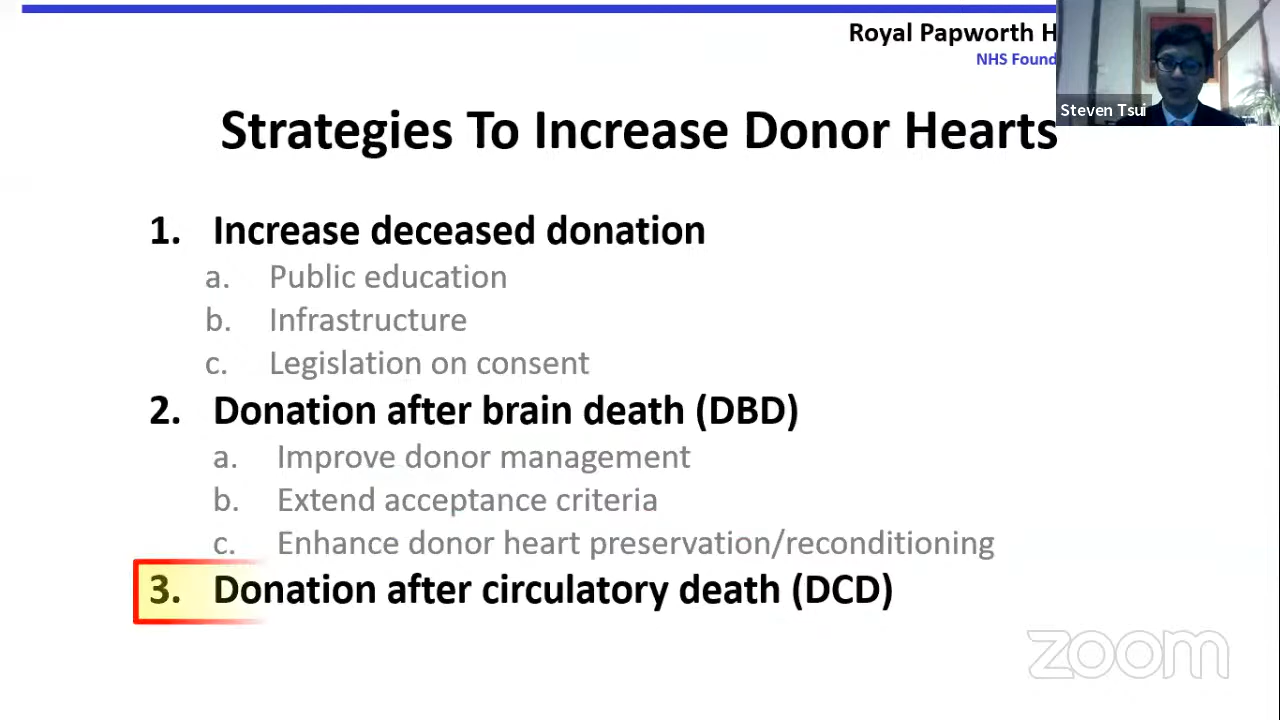 Royal Papworth H
NHS Found
Steven Tsui
Strategies To Increase Donor Hearts
1. Increase deceased donation
a. Public education
b. Infrastructure
c. Legislation on consent
2. Donation after brain death (DBD)
a. Improve donor management
b. Extend acceptance criteria
c. Enhance donor heart preservation/reconditioning
3. Donation after circulatory death (DCD)
zoom